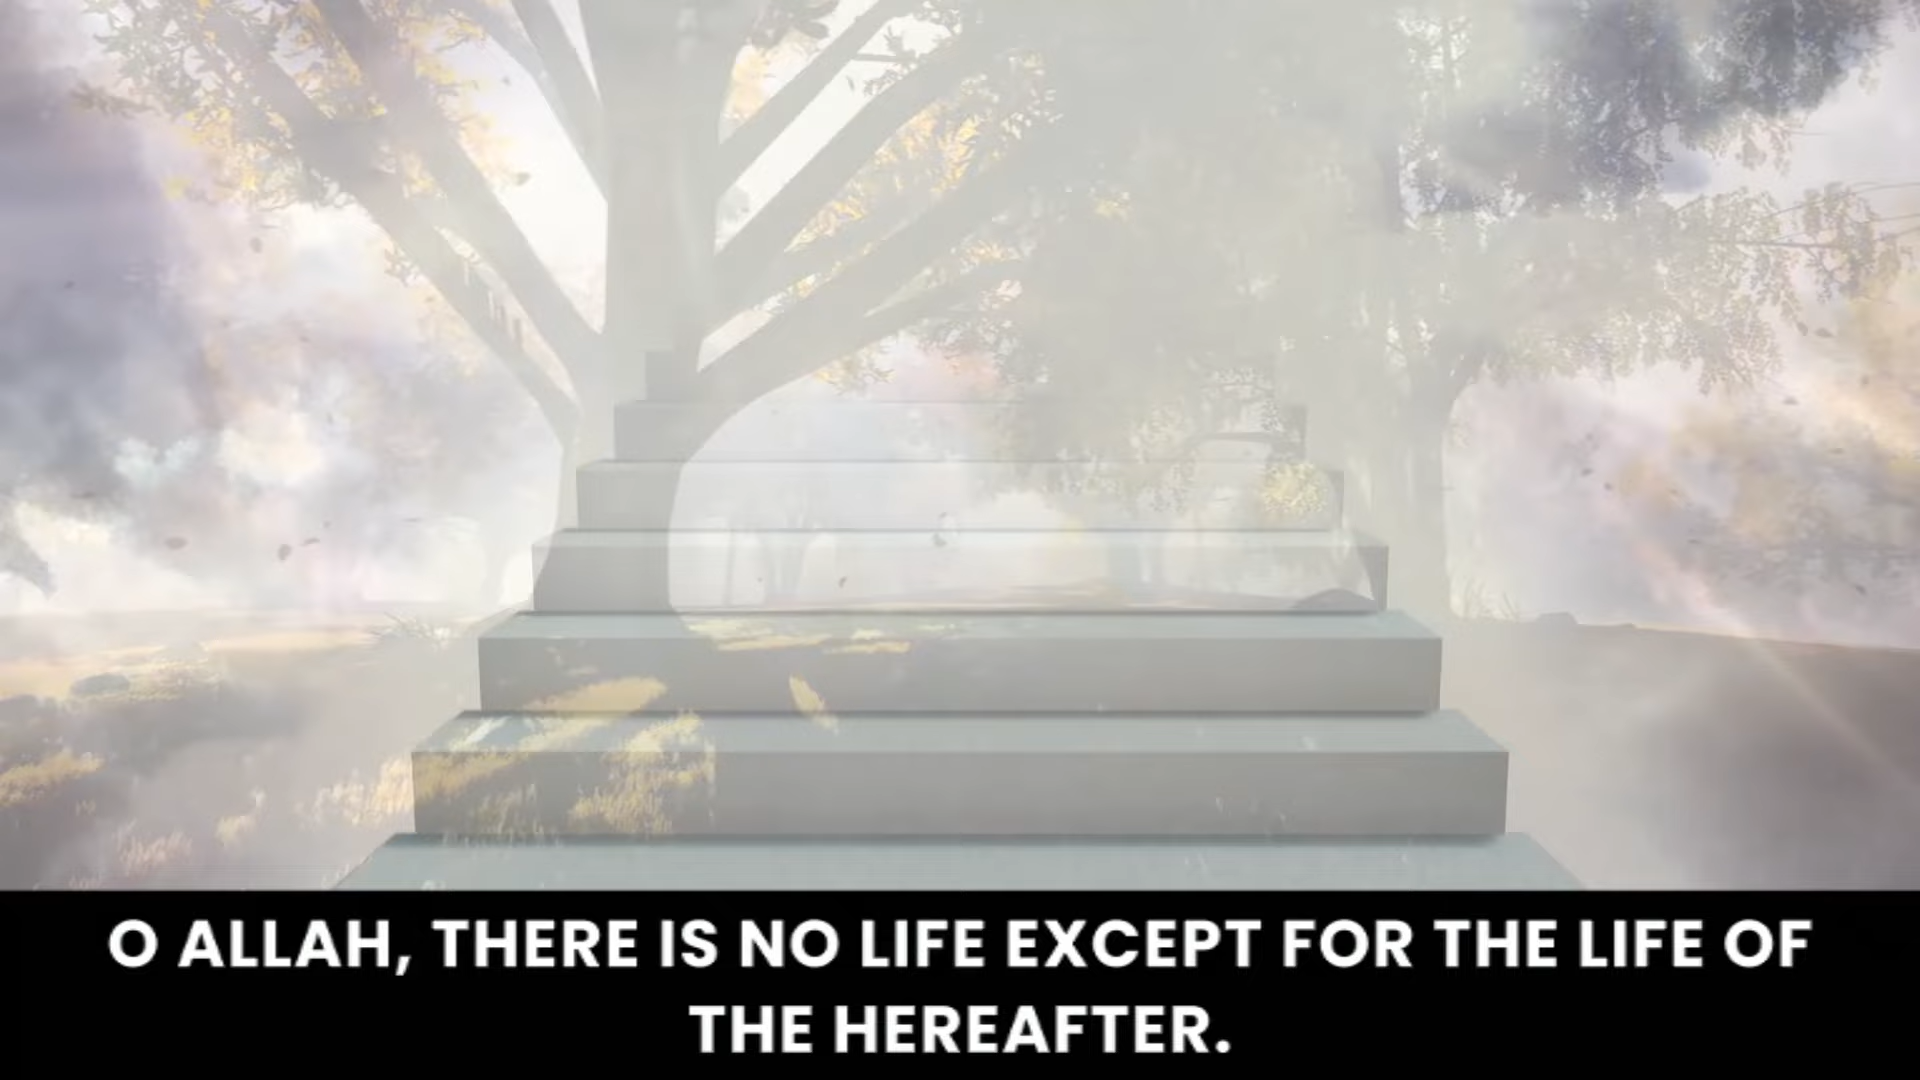 O ALLAH, THERE IS NO LIFE EXCEPT FOR THE LIFE OF
THE HEREAFTER.